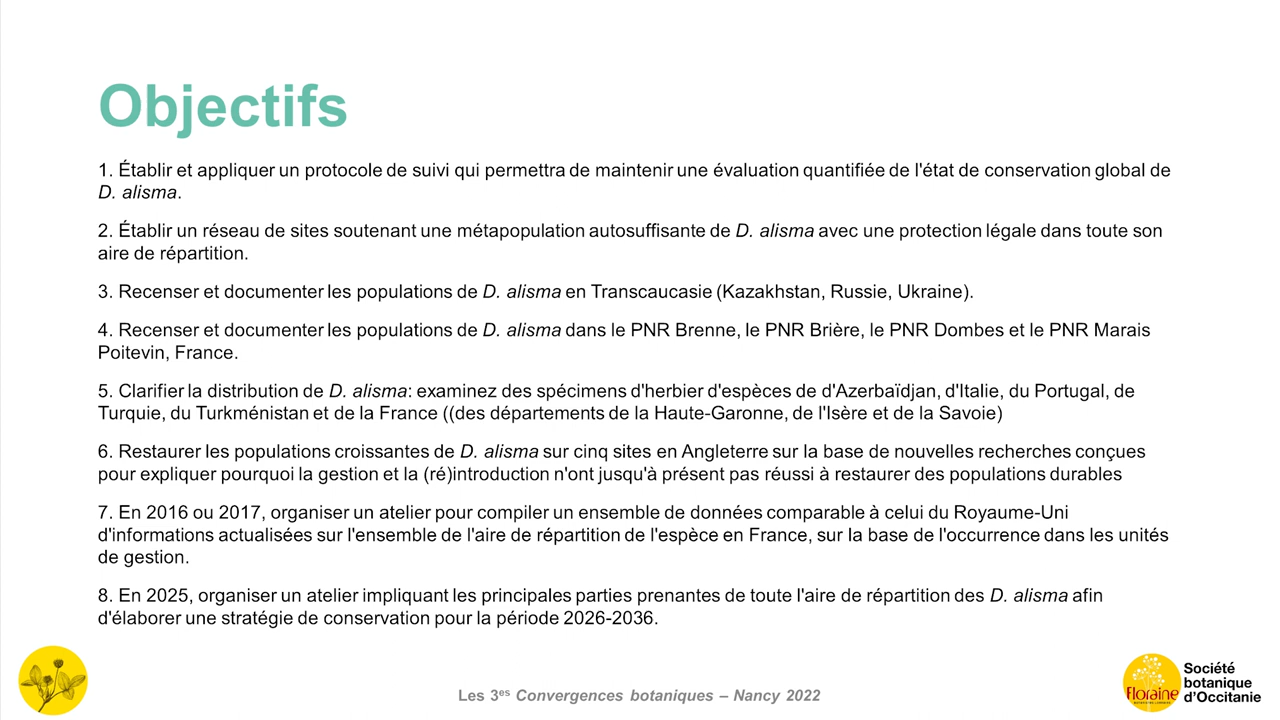 Objectifs
1. Établir et appliquer un protocole de suivi qui permettra de maintenir une évaluation quantifiée de l'état de conservation global de
D. alisma.
2. Établir un réseau de sites soutenant une métapopulation autosuffisante de D. alisma avec une protection légale dans toute son
aire de répartition.
3. Recenser et documenter les populations de D. alisma en Transcaucasie (Kazakhstan, Russie, Ukraine).
4. Recenser et documenter les populations de D. alisma dans le PNR Brenne, le PNR Brière, le PNR Dombes et le PNR Marais
Poitevin, France.
5. Clarifier la distribution de D. alisma: examinez des spécimens d'herbier d'espèces de d'Azerbaïdjan, d'Italie, du Portugal, de
Turquie, du Turkménistan et de la France ((des départements de la Haute-Garonne, de l'Isère et de la Savoie)
6. Restaurer les populations croissantes de D. alisma sur cinq sites en Angleterre sur la base de nouvelles recherches conçues
pour expliquer pourquoi la gestion et la (ré)introduction n'ont jusqu'à présent pas réussi à restaurer des populations durables
7. En 2016 ou 2017, organiser un atelier pour compiler un ensemble de données comparable à celui du Royaume-Uni
d'informations actualisées sur l'ensemble de l'aire de répartition de l'espèce en France, sur la base de l'occurrence dans les unités
de gestion.
8. En 2025, organiser un atelier impliquant les principales parties prenantes de toute l'aire de répartition des D. alisma afin
d'élaborer une stratégie de conservation pour la période 2026-2036.
Les 3es Convergences botaniques – Nancy 2022
Floraine
Société
botanique
d'Occitanie